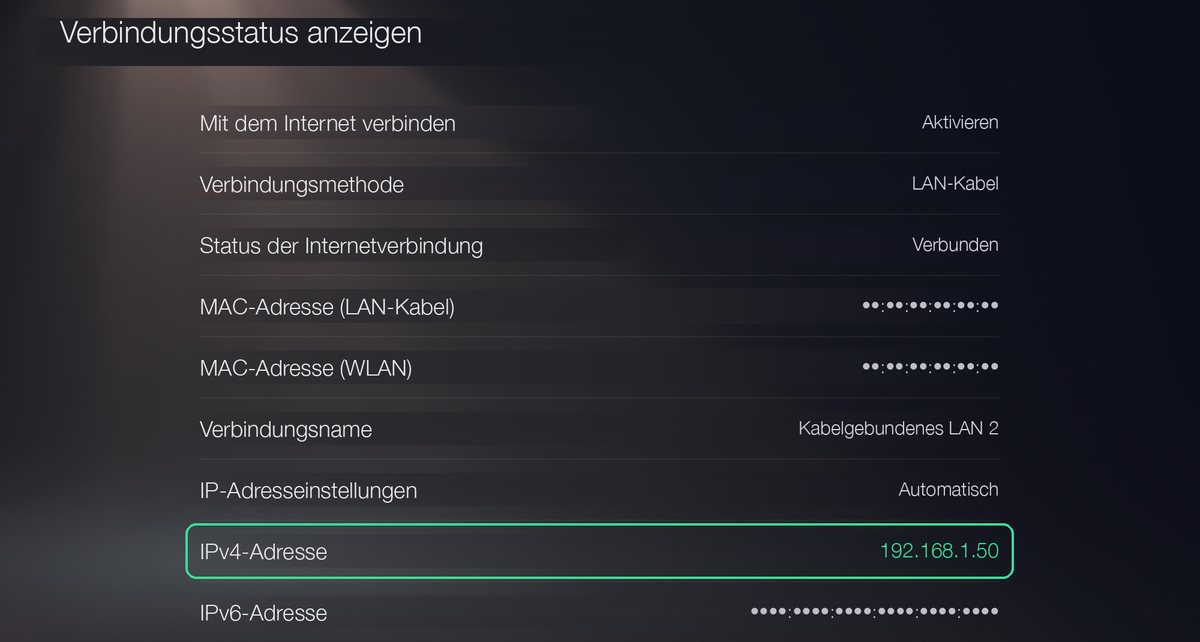 Verbindungsstatus anzeigen
Mit dem Internet verbinden Aktivieren
Verbindungsmethode LAN-Kabel
Status der Internetverbindung Verbunden
MAC-Adresse (LAN-Kabel) ••:••:••:••:••:••
MAC-Adresse (WLAN) ••:••:••:••:••:••
Verbindungsname Kabelgebundenes LAN 2
IP-Adresseinstellungen Automatisch
IPv4-Adresse 192.168.1.50
IPv6-Adresse ••••:••••:••••:••••:••••:••••